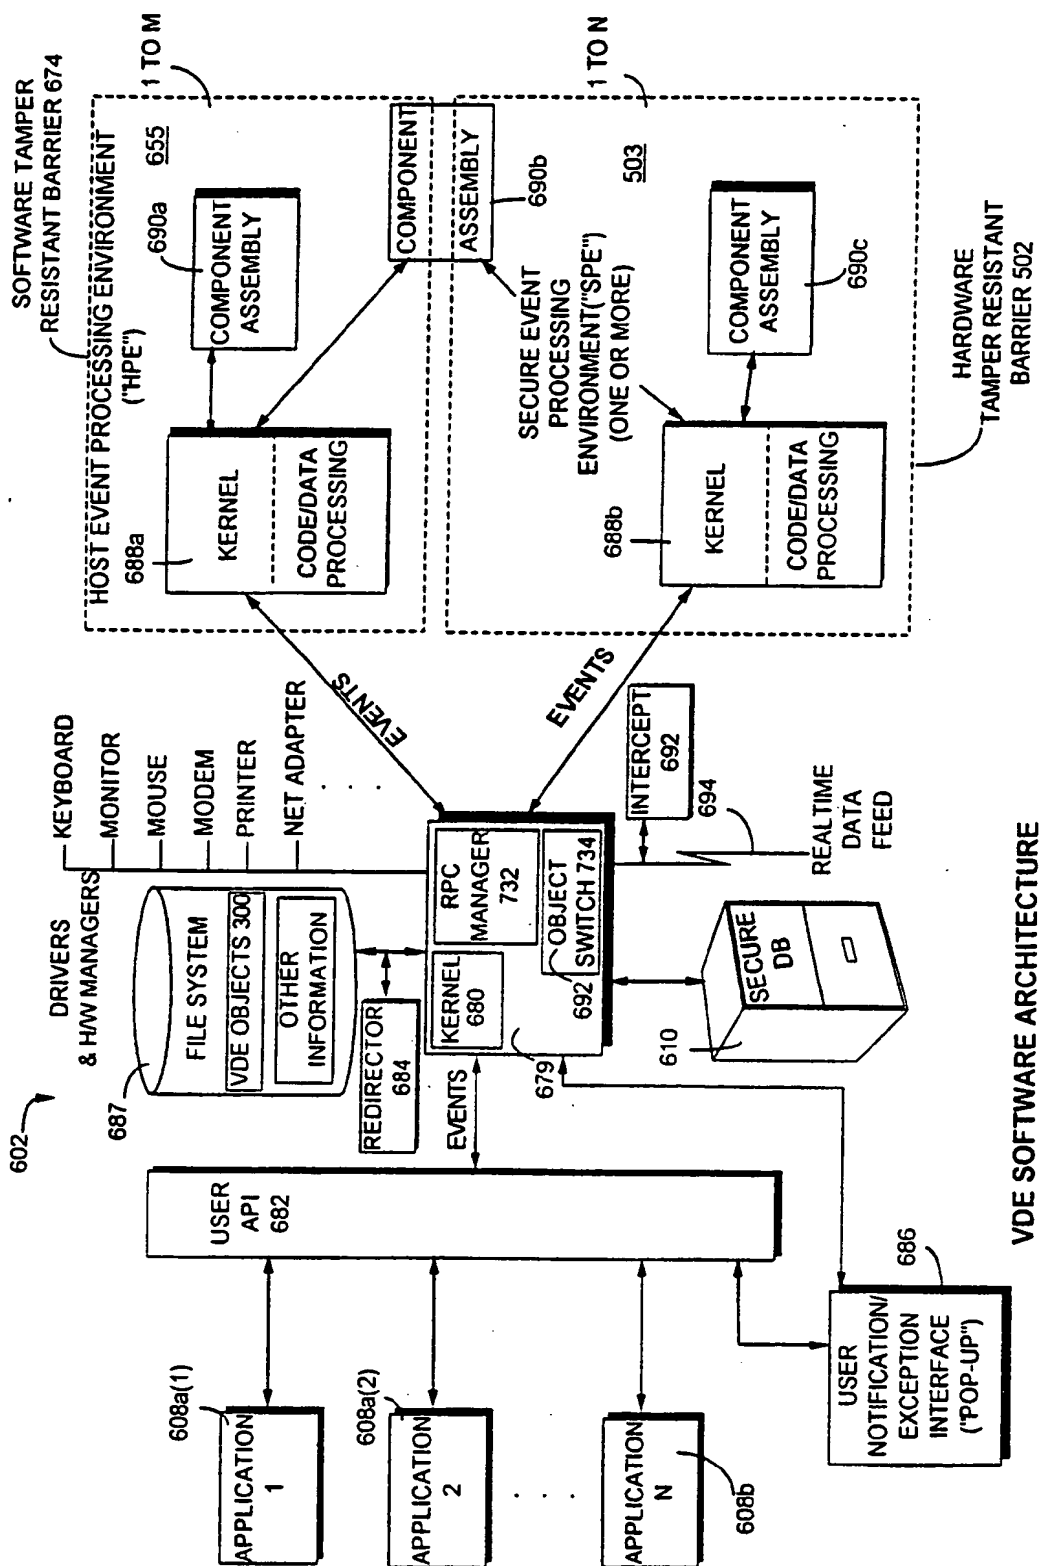 602
DRIVERS
& H/W MANAGERS
KEYBOARD
MONITOR
MOUSE
MODEM
PRINTER
NET ADAPTER
. . .
SOFTWARE TAMPER
RESISTANT BARRIER 674
HOST EVENT PROCESSING ENVIRONMENT
("HPE")
655
1 TO M
688a
KERNEL
CODE/DATA
PROCESSING
690a
COMPONENT
ASSEMBLY
COMPONENT
ASSEMBLY
690b
687
FILE SYSTEM
VDE OBJECTS 300
OTHER
INFORMATION
REDIRECTOR
684
608a(1)
APPLICATION
1
608a(2)
APPLICATION
2
. . . .
APPLICATION
N
608b
USER
API
682
EVENTS
KERNEL
680
RPC
MANAGER
732
692
OBJECT
SWITCH 734
679
EVENTS
EVENTS
INTERCEPT
692
694
REALTIME
DATA
FEED
SECURE
DB
610
SECURE EVENT
PROCESSING
ENVIRONMENT("SPE")
(ONE OR MORE)
503
1 TO N
688b
KERNEL
CODE/DATA
PROCESSING
COMPONENT
ASSEMBLY
690c
HARDWARE
TAMPER RESISTANT
BARRIER 502
USER
NOTIFICATION/
EXCEPTION
INTERFACE
("POP-UP")
686
VDE SOFTWARE ARCHITECTURE